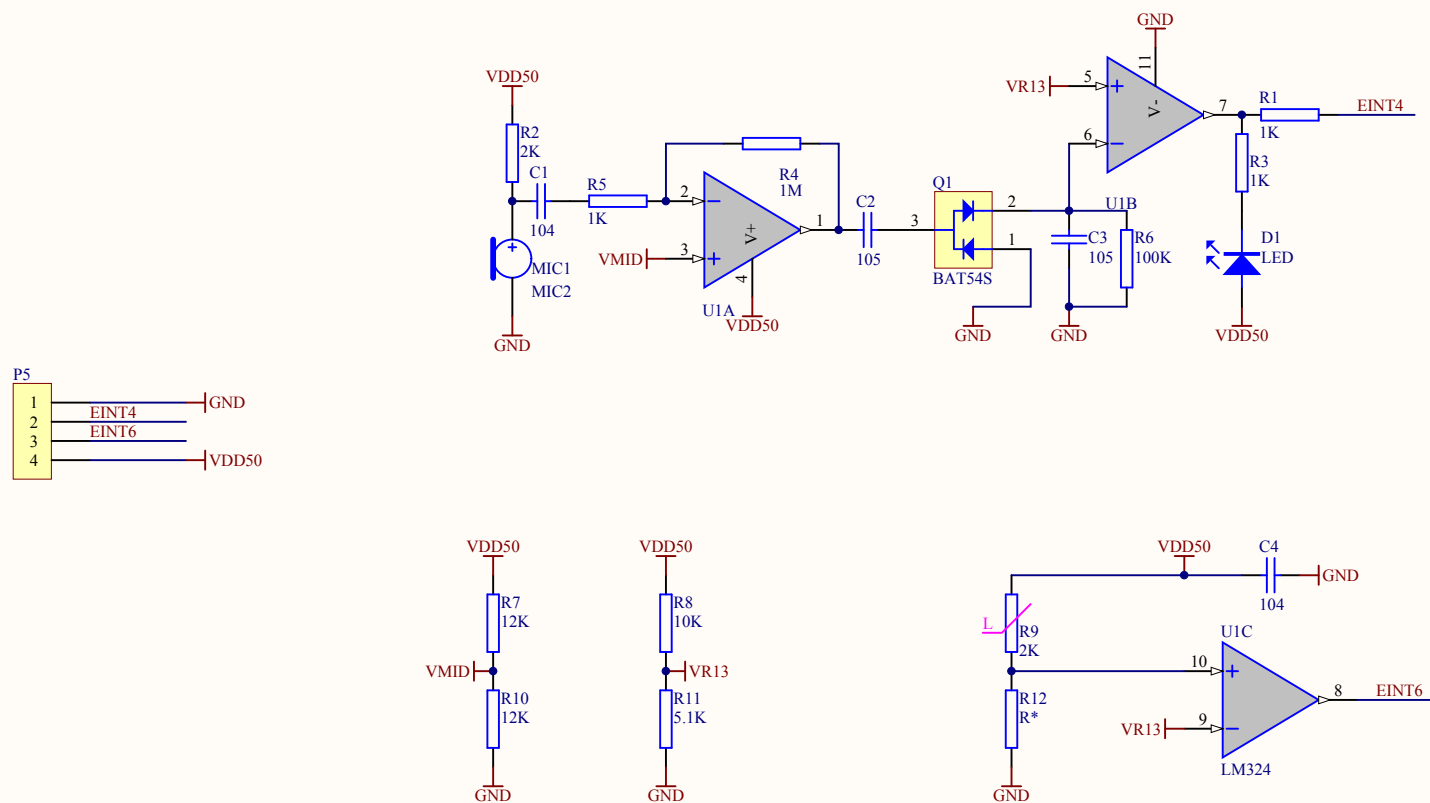 GND
11
VDD50
VR13
5
+
V-
7
R1
EINT4
1K
6
R2
2K
C1
104
R5
1K
R4
1M
2
1
V+
C2
105
Q1
3
2
1
BAT54S
U1B
C3
105
R6
100K
R3
1K
D1
LED
VMID
3
+
4
U1A
VDD50
MIC1
MIC2
+
GND
GND
GND
VDD50
P5
1
GND
2
EINT4
3
EINT6
4
VDD50
VDD50
R7
12K
VMID
R10
12K
GND
VDD50
R8
10K
VR13
R11
5.1K
GND
VDD50
C4
GND
104
L
R9
2K
R12
R*
GND
U1C
10
+
8
EINT6
VR13
9
LM324